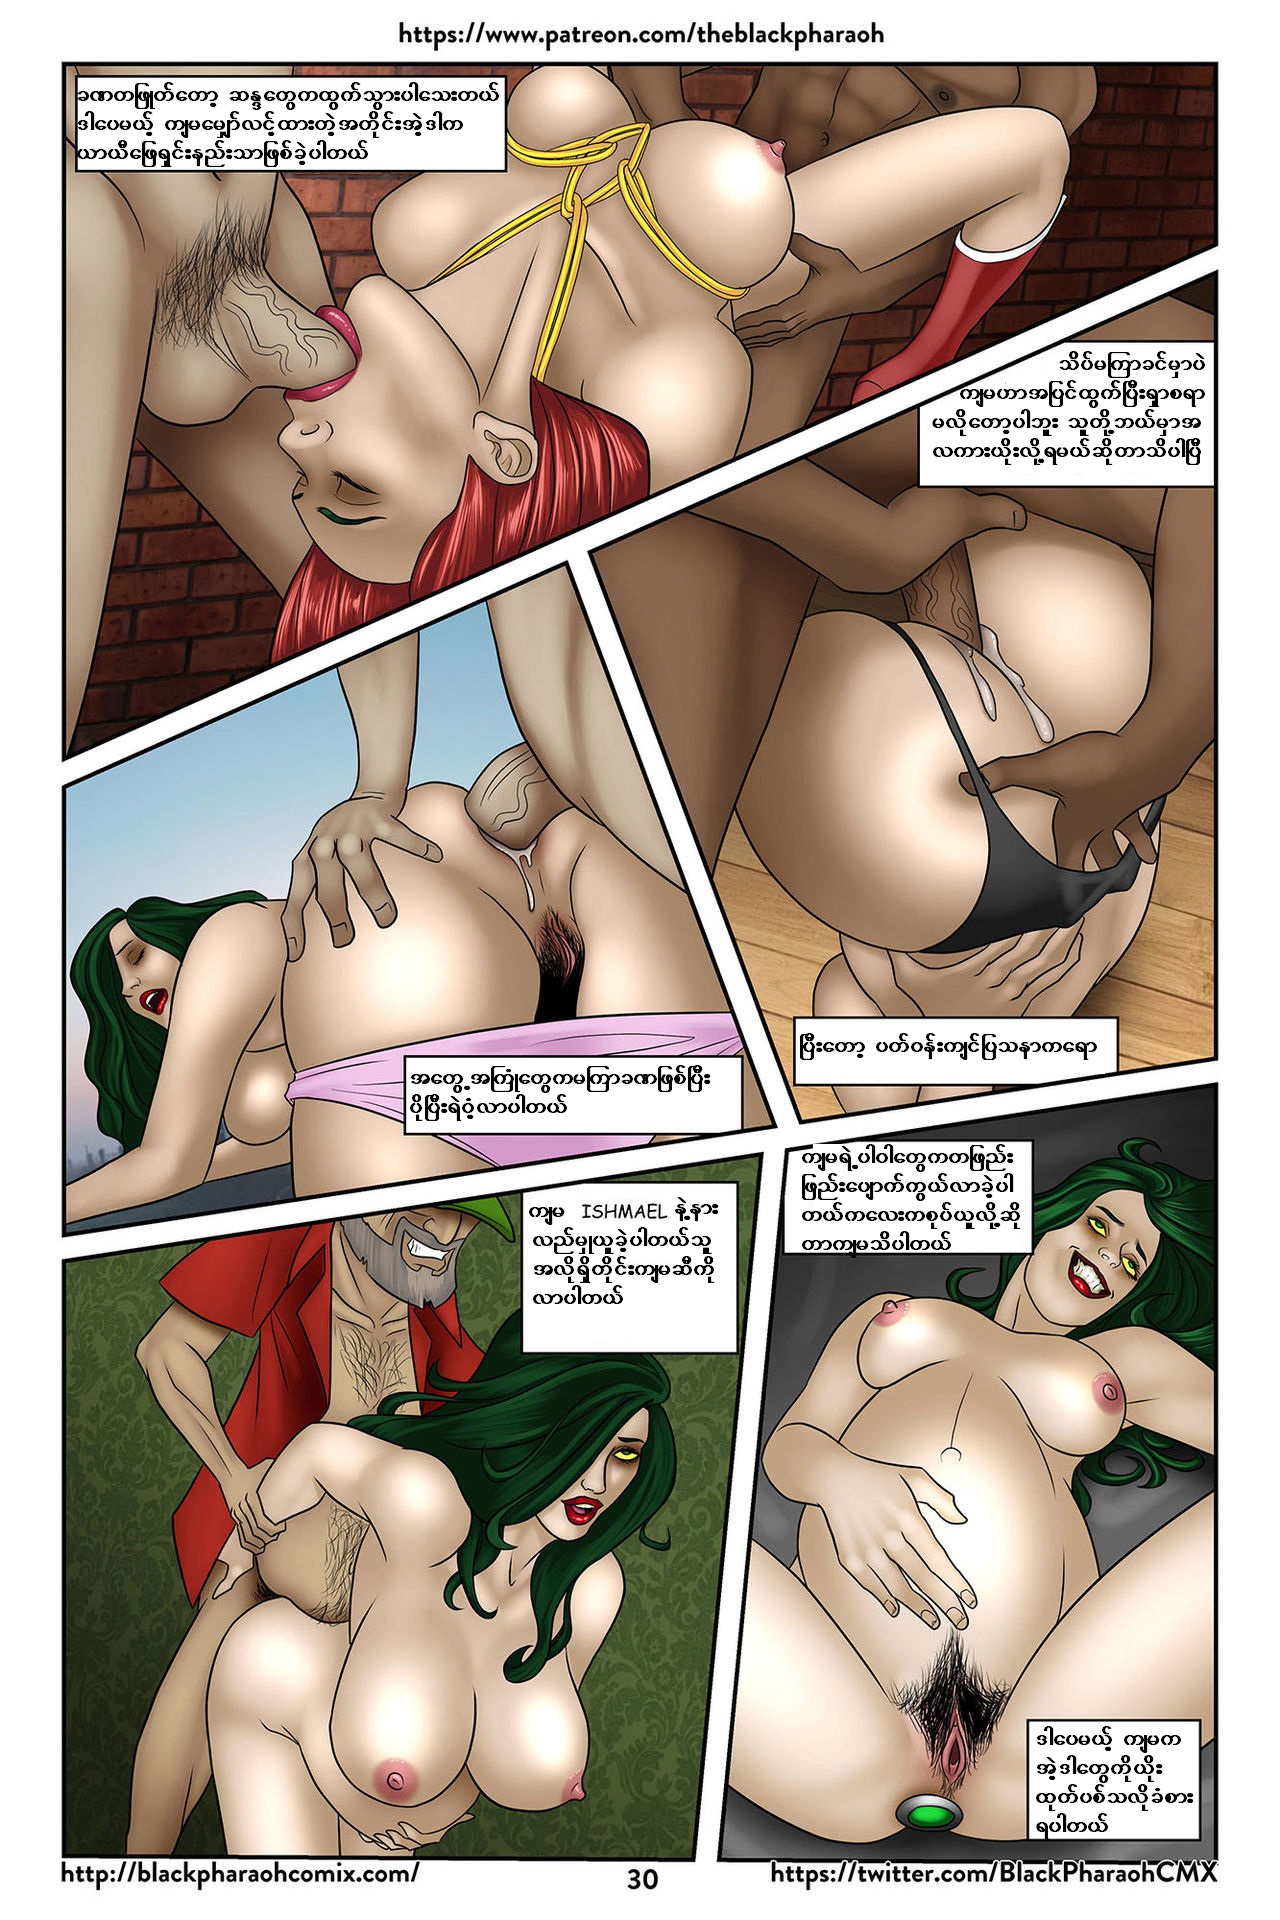 https://www.patreon.com/theblackpharaoh
ခဏတဖြုတ်တော့ ဆန္ဒတွေကထွက်သွားပါသေးတယ်
ဒါပေမယ့် ကျမမျှော်လင့်ထားတဲ့အတိုင်းအဲ့ဒါက
ယာယီဖြေရှင်းနည်းသာဖြစ်ခဲ့ပါတယ်
သိပ်မကြာခင်မှာပဲ
ကျမဟာအပြင်ထွက်ပြီးရှာစရာ
မလိုတော့ပါဘူး သူတို့ဘယ်မှာအ
လကားယိုးလို့ရမယ်ဆိုတာသိပါပြီ
ပြီးတော့ ပတ်ဝန်းကျင်ပြသနာကရော
အတွေ့အကြုံတွေကမကြာခဏဖြစ်ပြီး
ပိုပြီးရဲဝံ့လာပါတယ်
ကျမ ISHMAEL နဲ့နား
လည်မှုယူခဲ့ပါတယ်သူ
အလိုရှိတိုင်းကျမဆီကို
လာပါတယ်
ကျမရဲ့ပါဝါတွေကတဖြည်း
ဖြည်းပျောက်ကွယ်လာခဲ့ပါ
တယ်ကလေးကစုပ်ယူလို့ဆို
တာကျမသိပါတယ်
ဒါပေမယ့် ကျမက
အဲ့ဒါတွေကိုယိုး
ထုတ်ပစ်သလိုခံစား
ရပါတယ်
http://blackpharaohcomix.com/
30
https://twitter.com/BlackPharaohCMX